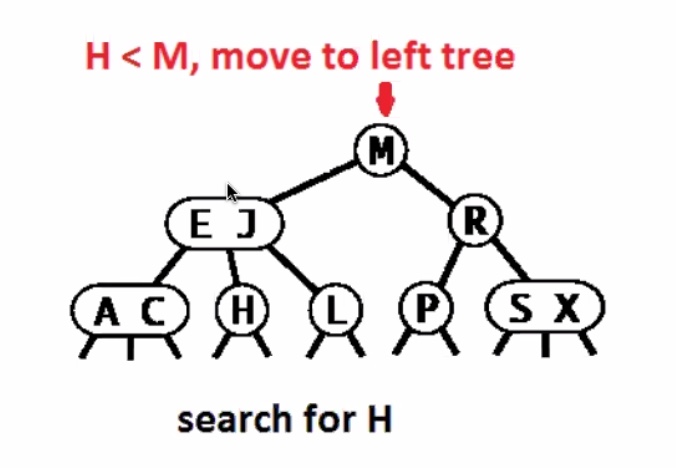 H < M, move to left tree
M
E J
R
A C
H
L
P
S X
search for H